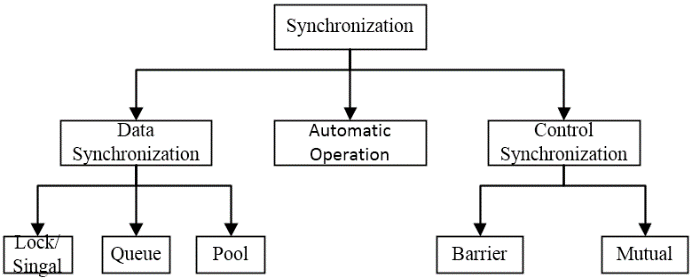 Synchronization
Data
Synchronization
Automatic
Operation
Control
Synchronization
Lock/
Singal
Queue
Pool
Barrier
Mutual